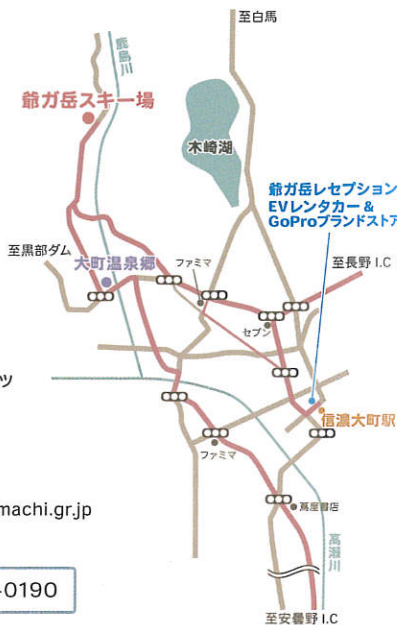 至白馬
鹿島川
爺ガ岳スキー場
木崎湖
爺ガ岳レセプション
EVレンタカー &
GoProブランドストア
至黒部ダム
大町温泉郷
ファミマ
至長野 I.C
セブン
ツ
信濃大町駅
ファミマ
machi.gr.jp
蔦屋書店
高瀬川
-0190
至安曇野 I.C